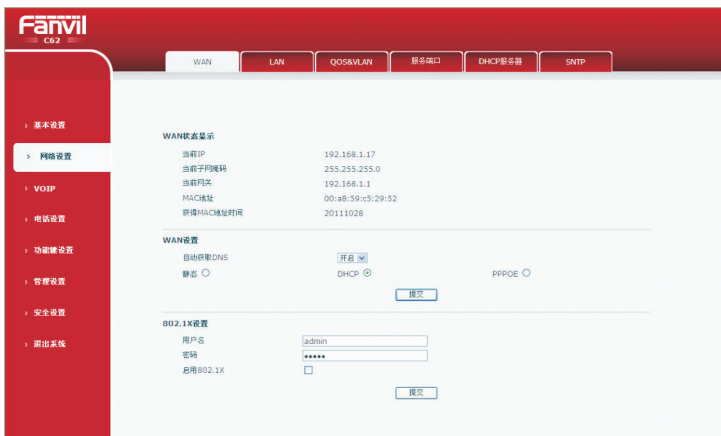 Fanvil
C62
WAN
LAN
QOS&VLAN
服务端口
DHCP服务器
SNTP
基本设置
网络设置
VOIP
电话设置
功能键设置
管理设置
安全设置
退出系统
WAN状态显示
当前IP 192.168.1.17
当前子网掩码 255.255.255.0
当前网关 192.168.1.1
MAC地址 00:a8:59:c5:29:52
获得MAC地址时间 20111028
WAN设置
自动获取DNS 开启
静态 DHCP PPPOE
提交
802.1X设置
用户名 admin
密码 •••••
启用802.1X
提交